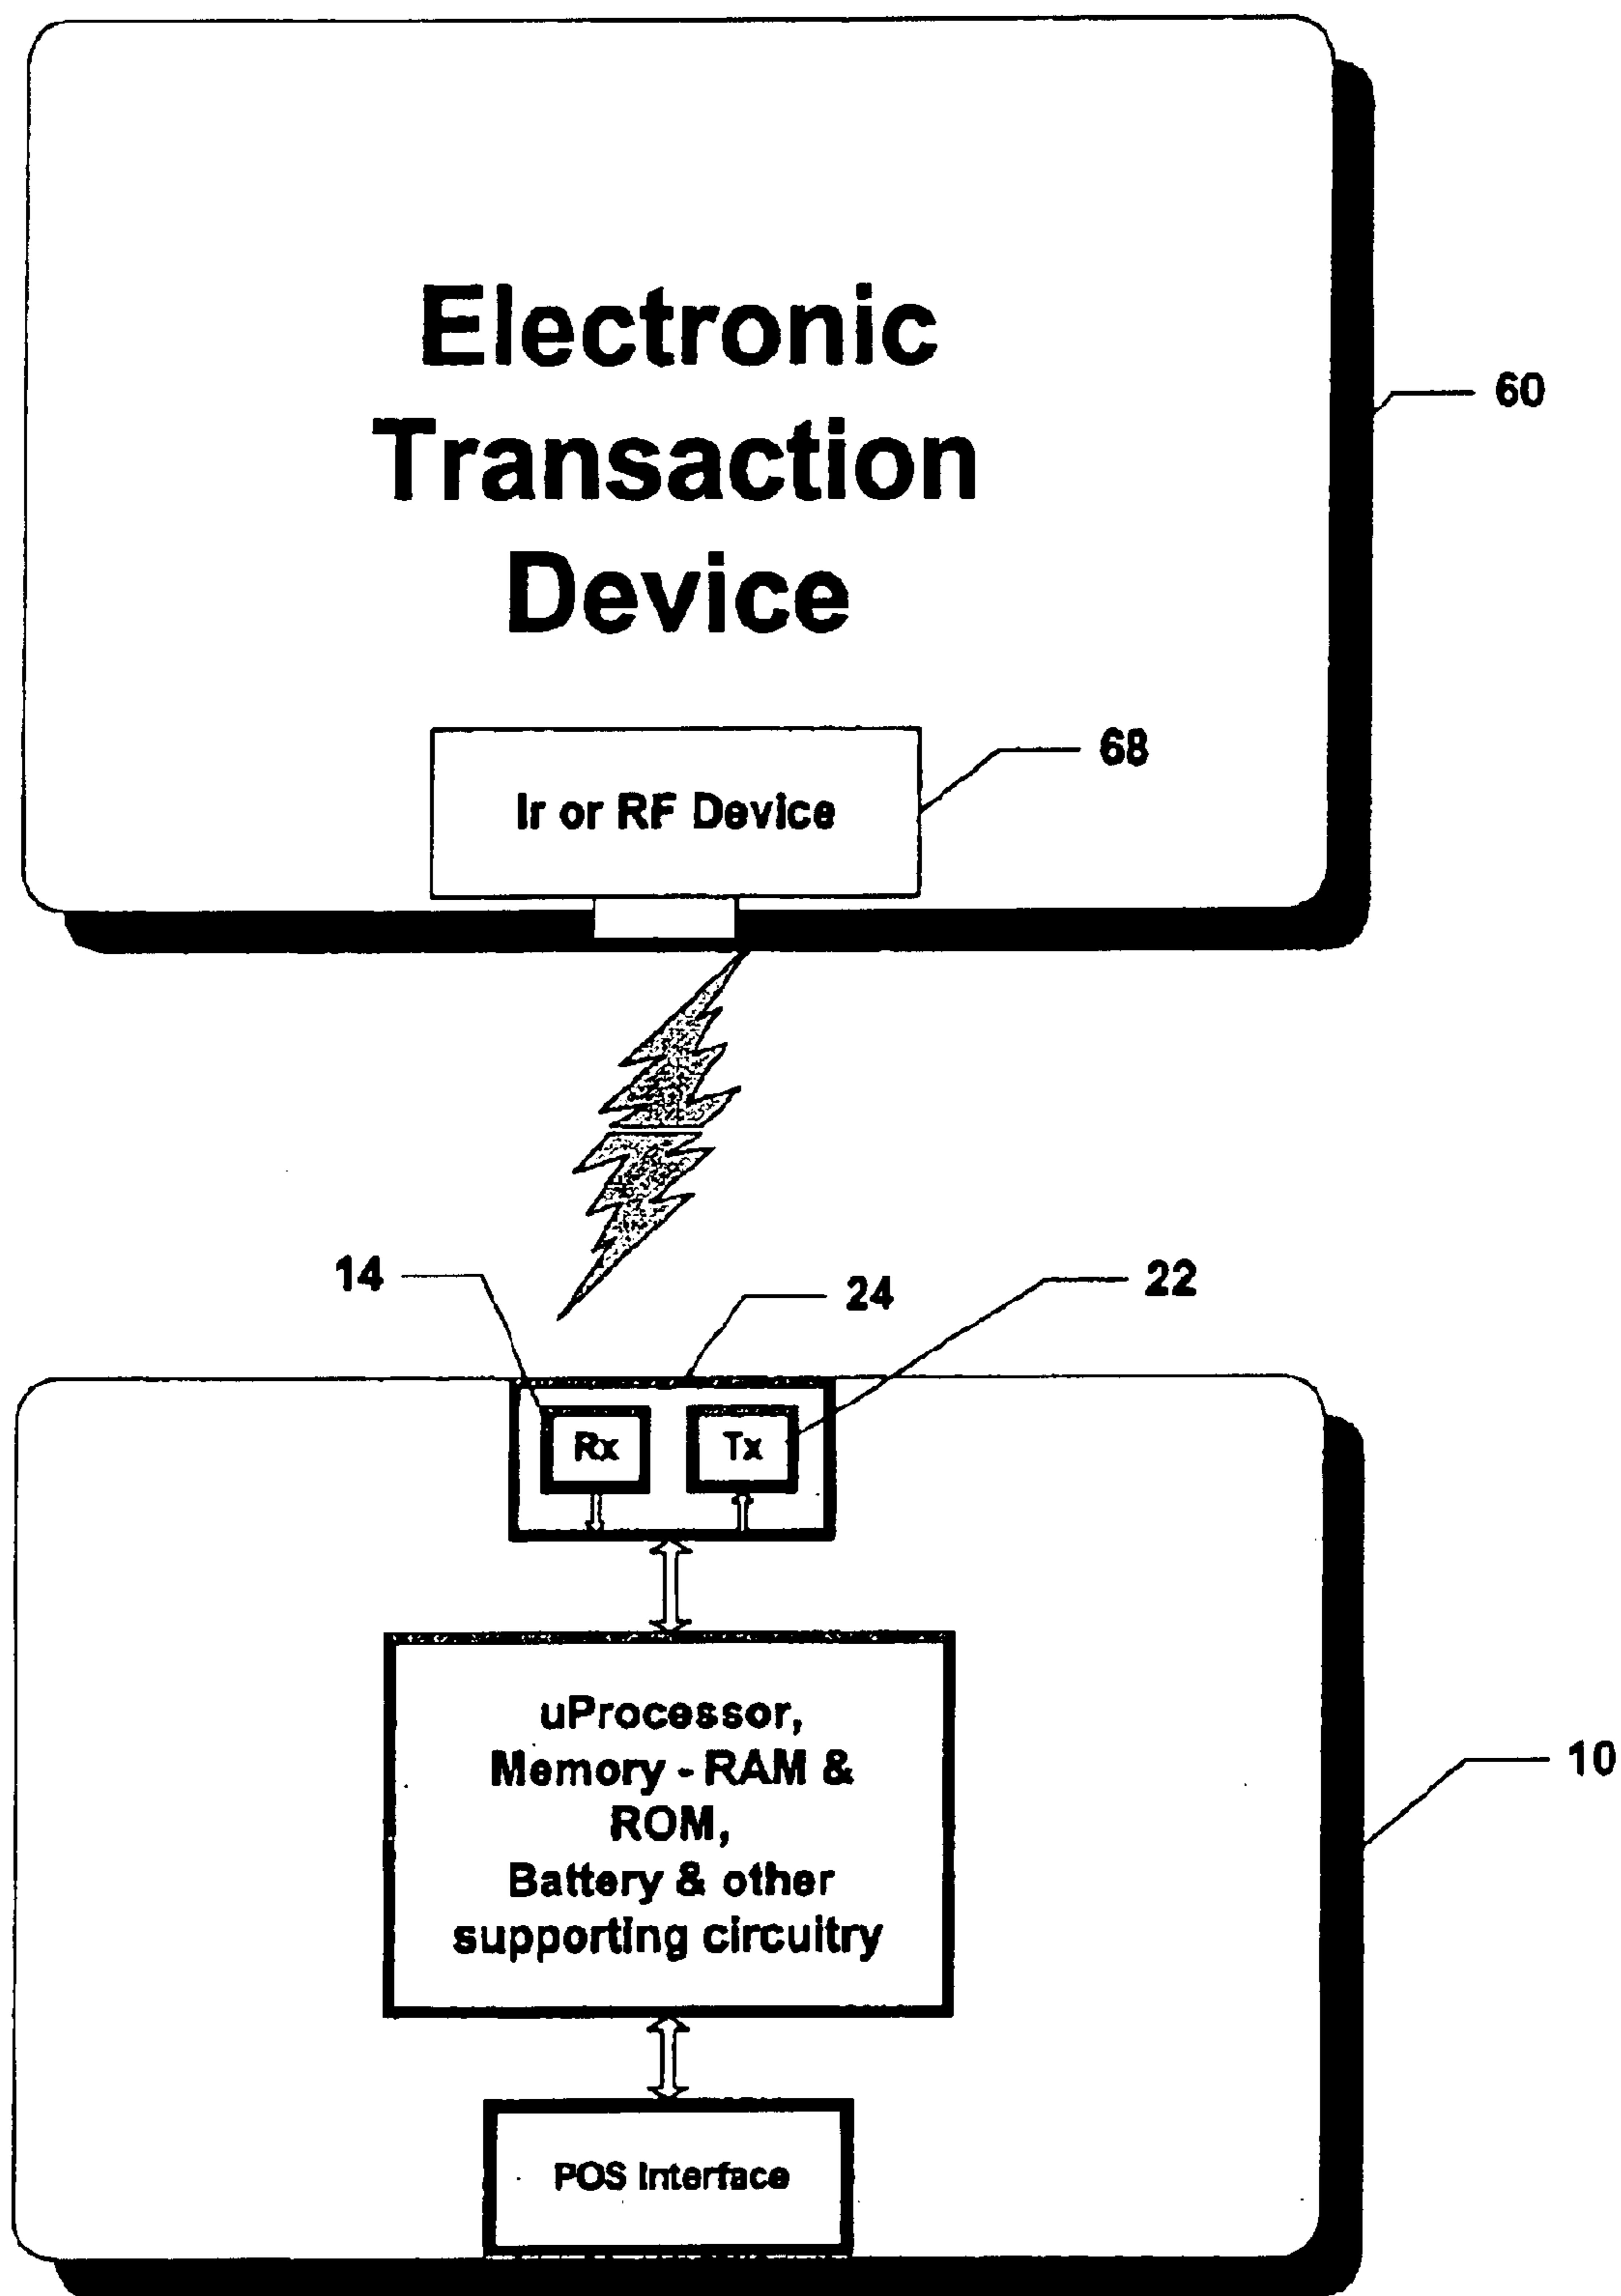 Electronic
Transaction
Device
60
68
Ir or RF Device
14
24
22
Rx
Tx
uProcessor,
Memory - RAM &
ROM,
Battery & other
supporting circuitry
10
POS Interface